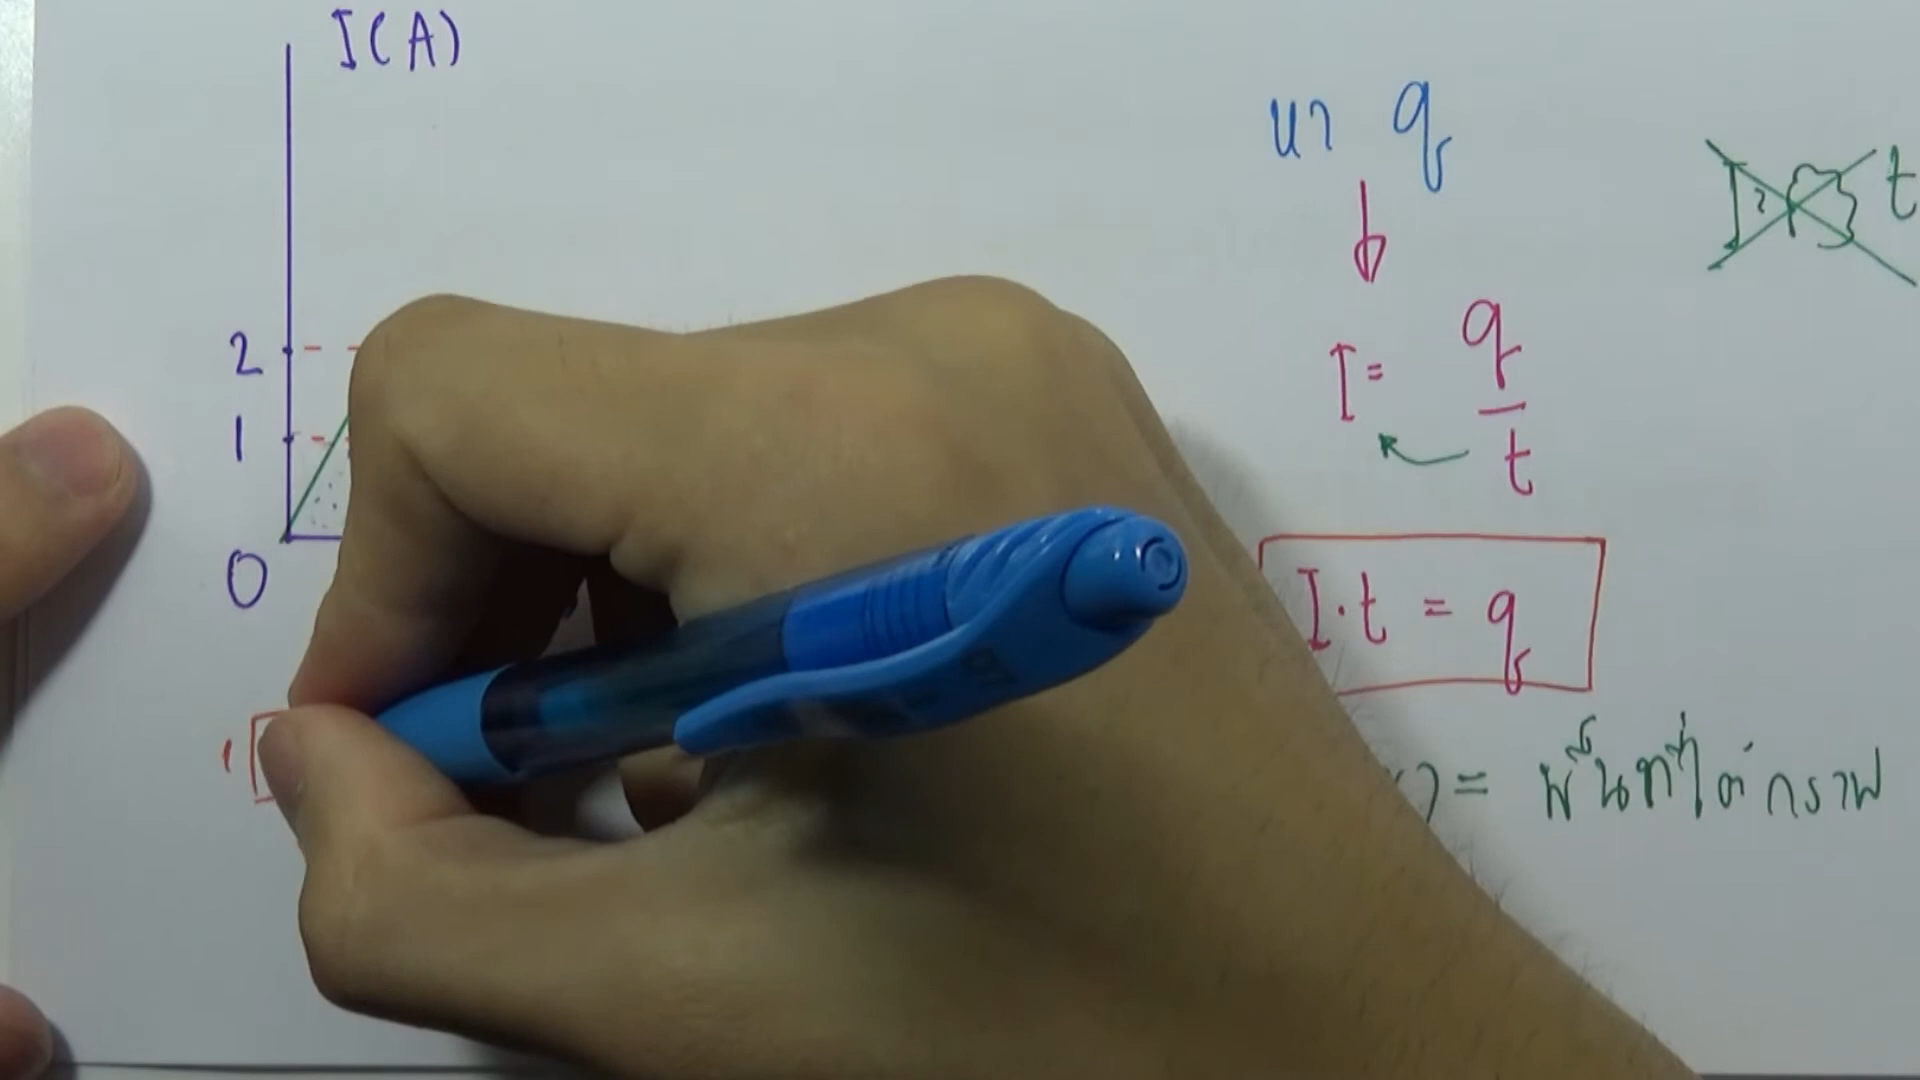 I(A)
2
1
0
หา q
I = q/t
I·t = q
= พื้นที่ใต้กราฟ
t